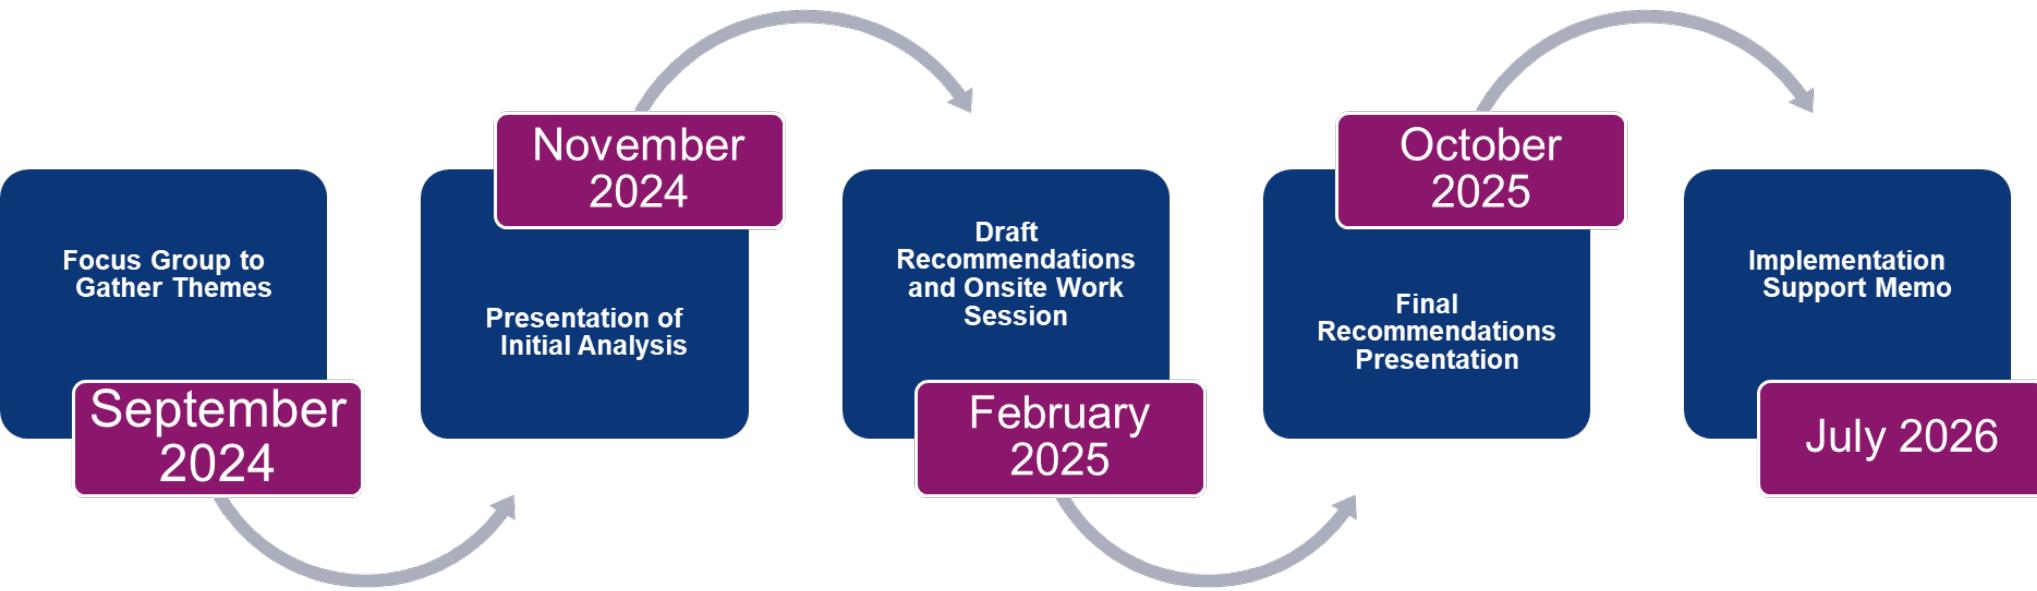 Focus Group to
Gather Themes
September
2024
November
2024
Presentation of
Initial Analysis
Draft
Recommendations
and Onsite Work
Session
February
2025
October
2025
Final
Recommendations
Presentation
Implementation
Support Memo
July 2026